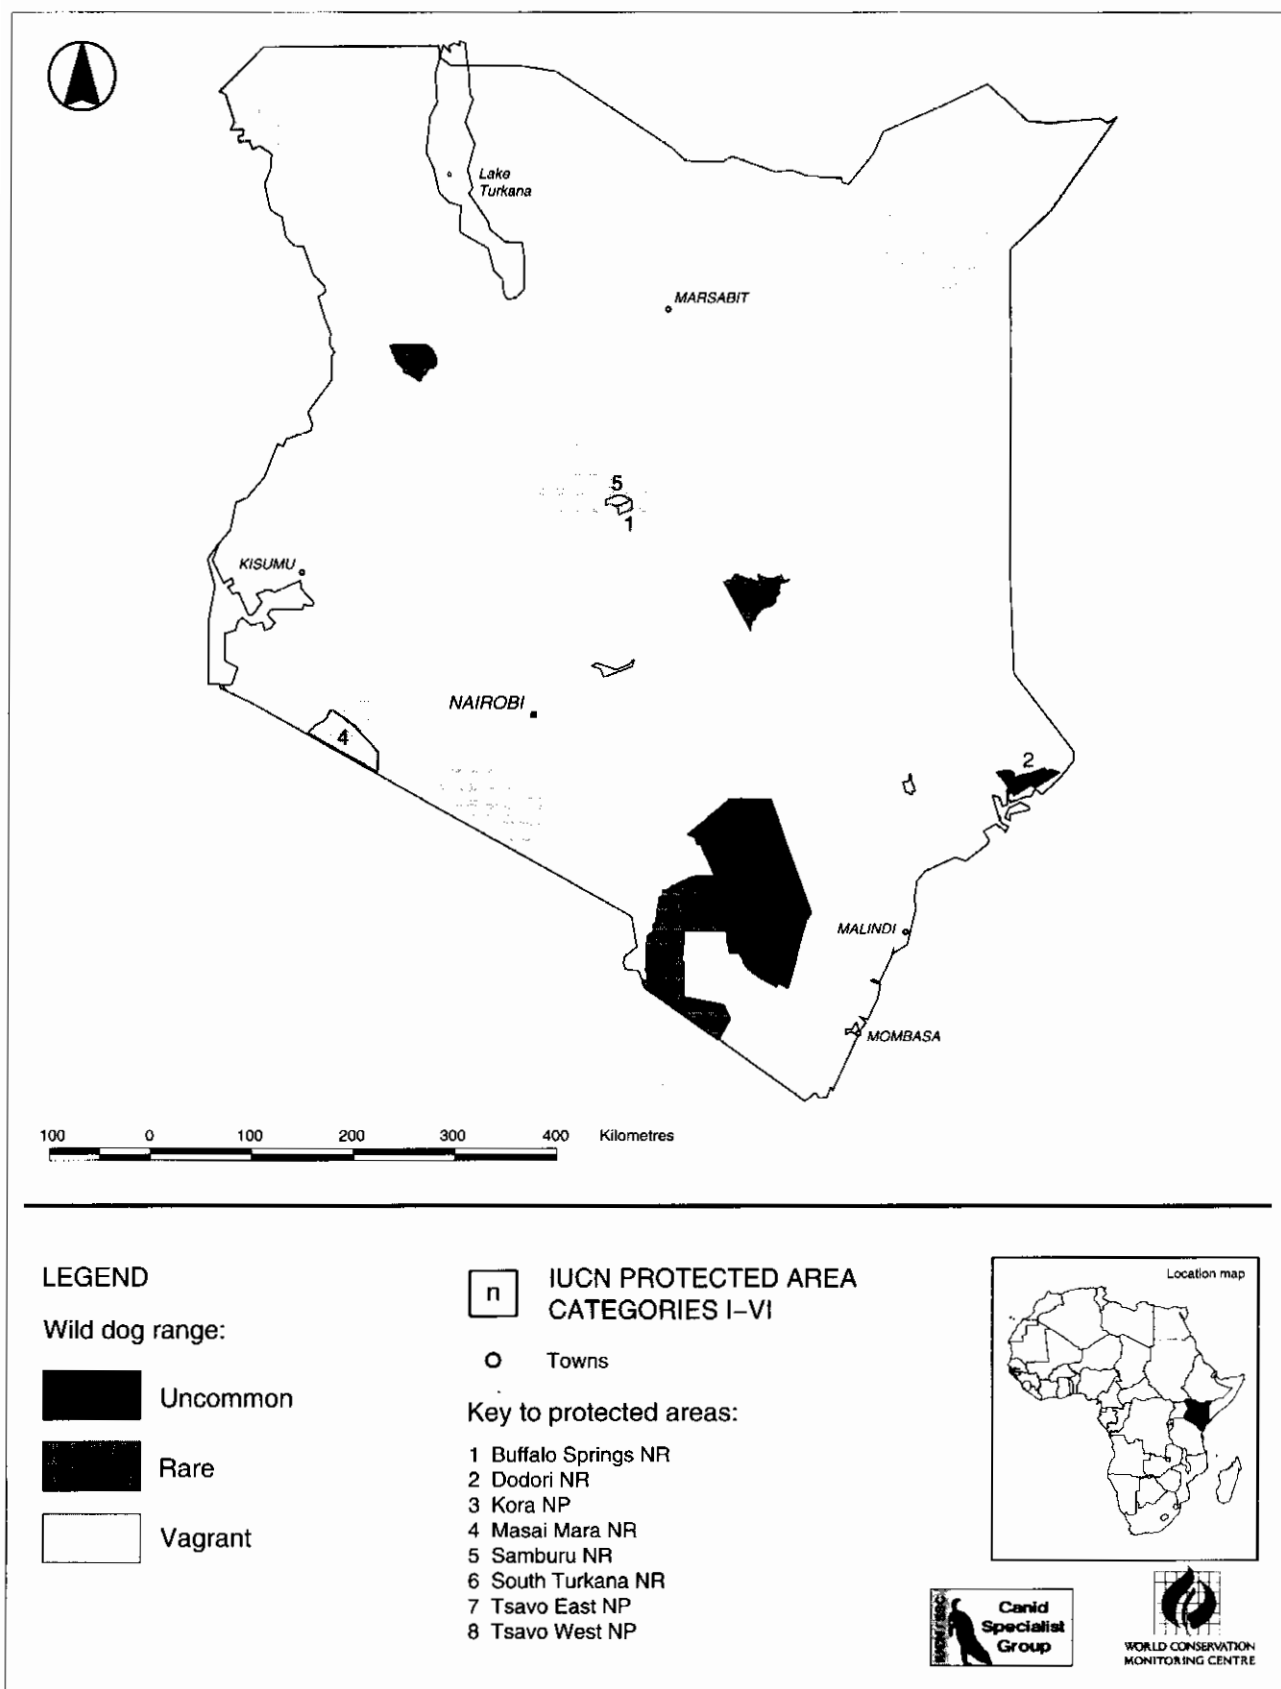 Lake
Turkana
MARSABIT
5
1
KISUMU
NAIROBI
4
2
MALINDI
MOMBASA
100 0 100 200 300 400 Kilometres
LEGEND
Wild dog range:
Uncommon
Rare
Vagrant
n
IUCN PROTECTED AREA
CATEGORIES I–VI
Towns
Key to protected areas:
1 Buffalo Springs NR
2 Dodori NR
3 Kora NP
4 Masai Mara NR
5 Samburu NR
6 South Turkana NR
7 Tsavo East NP
8 Tsavo West NP
Location map
IUCN/SSC
Canid
Specialist
Group
WORLD CONSERVATION
MONITORING CENTRE